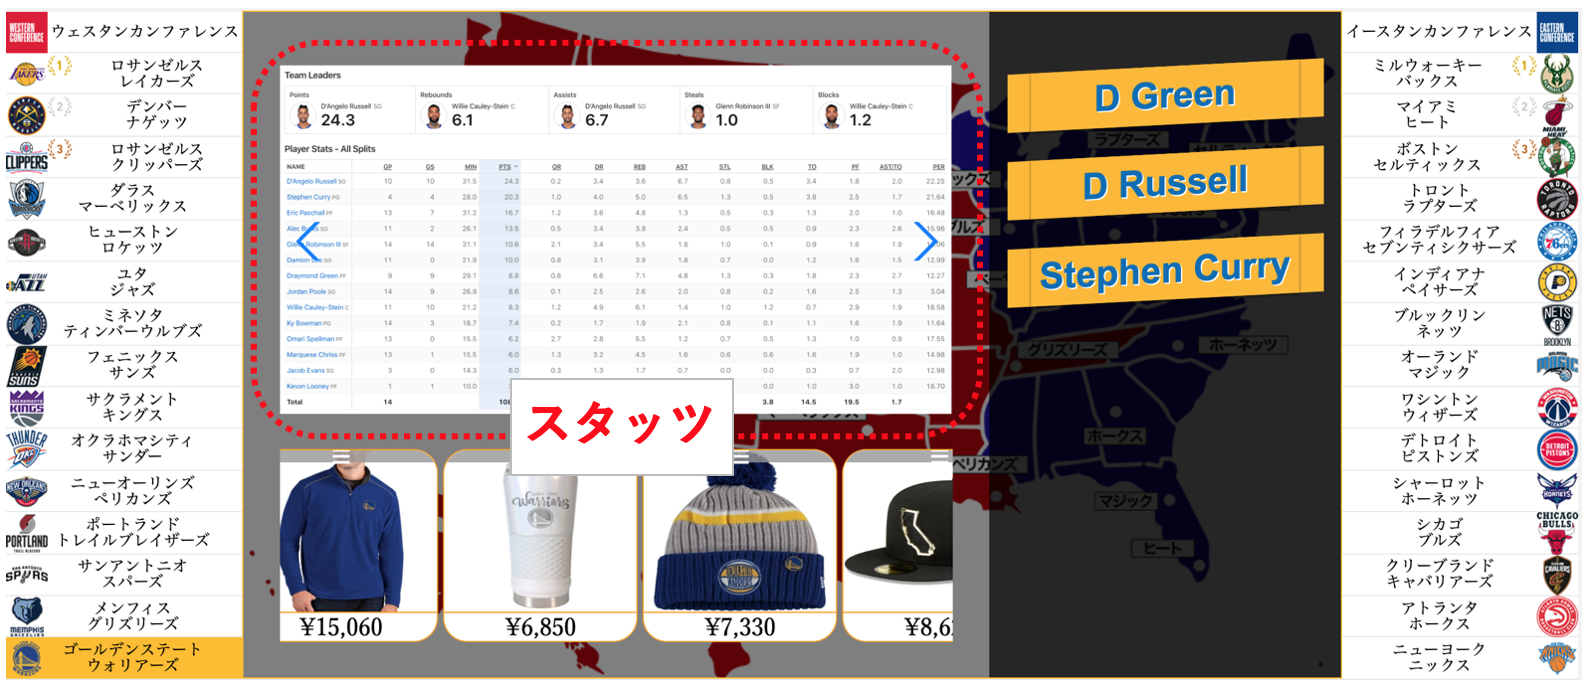 WESTERN
CONFERENCE
ウェスタンカンファレンス
1
ロサンゼルス
レイカーズ
2
デンバー
ナゲッツ
3
ロサンゼルス
クリッパーズ
ダラス
マーベリックス
ヒューストン
ロケッツ
ユタ
ジャズ
ミネソタ
ティンバーウルブズ
フェニックス
サンズ
サクラメント
キングス
オクラホマシティ
サンダー
ニューオーリンズ
ペリカンズ
ポートランド
トレイルブレイザーズ
サンアントニオ
スパーズ
メンフィス
グリズリーズ
ゴールデンステート
ウォリアーズ
Team Leaders
Points
D'Angelo Russell SG
24.3
Rebounds
Willie Cauley-Stein C
6.1
Assists
D'Angelo Russell SG
6.7
Steals
Glenn Robinson III SF
1.0
Blocks
Willie Cauley-Stein C
1.2
Player Stats - All Splits
NAME GP GS MIN PTS OR DR REB AST STL BLK TO PF AST/TO PER
D'Angelo Russell SG 10 10 31.5 24.3 0.2 3.4 3.6 6.7 0.8 0.5 3.4 1.8 2.0 22.25
Stephen Curry PG 4 4 28.0 20.3 1.0 4.0 5.0 6.5 1.3 0.5 3.8 2.5 1.7 21.64
Eric Paschall PF 13 7 31.2 16.7 1.2 3.6 4.8 1.3 0.5 0.3 1.3 2.0 1.0 16.48
Alec SG 11 2 26.1 13.5 0.5 3.4 3.9 2.4 0.5 0.1 0.9 2.6 15.96
Robinson III SF 14 14 31.1 10.6 2.1 3.4 5.5 1.8 1.0 0.1 0.9 1.9
Damion SG 11 0 21.9 10.0 0.8 3.1 3.9 1.8 0.7 0.0 1.2 1.5 12.99
Draymond Green PF 9 9 29.1 8.8 0.6 6.6 7.1 4.8 1.3 0.3 1.8 2.3 2.7 12.27
Jordan Poole SG 14 9 26.9 8.6 0.1 2.5 2.6 2.0 0.8 0.2 1.6 2.5 1.3 3.04
Willie Cauley-Stein C 11 10 21.2 8.3 1.2 4.9 6.1 1.4 1.0 1.2 0.7 2.9 1.9 18.58
Ky Bowman PG 14 3 18.7 7.4 0.2 1.7 1.9 2.1 0.8 0.1 1.1 1.6 1.9 11.64
Omari Spellman PF 13 0 15.5 6.2 2.7 2.8 5.5 1.2 0.7 0.5 1.3 1.0 0.9 17.55
Marquese Chriss PF 13 1 15.5 6.0 1.3 3.2 4.5 1.6 0.6 0.6 1.6 1.9 1.0 14.98
Jacob Evans SG 3 0 14.3 6.0 0.3 1.3 1.7 0.7 0.0 0.0 0.3 0.7 2.0 12.98
Kevon Looney PF 1 1 10.0 0.0 1.0 3.0 1.0 18.70
Total 14 3.8 14.5 19.5 1.7
スタッツ
Warriors
¥15,060
¥6,850
¥7,330
¥8,6
D Green
D Russell
Stephen Curry
ラプターズ
グリズリーズ
ホーネッツ
ホークス
ペリカンズ
マジック
ヒート
EASTERN
CONFERENCE
イースタンカンファレンス
ミルウォーキー
バックス
1
マイアミ
ヒート
2
MIAMI
HEAT
ボストン
セルティックス
3
トロント
ラプターズ
フィラデルフィア
セブンティシクサーズ
インディアナ
ペイサーズ
ブルックリン
ネッツ
NETS
BROOKLYN
オーランド
マジック
ワシントン
ウィザーズ
デトロイト
ピストンズ
シャーロット
ホーネッツ
シカゴ
ブルズ
CHICAGO
BULLS
クリーブランド
キャバリアーズ
アトランタ
ホークス
ニューヨーク
ニックス